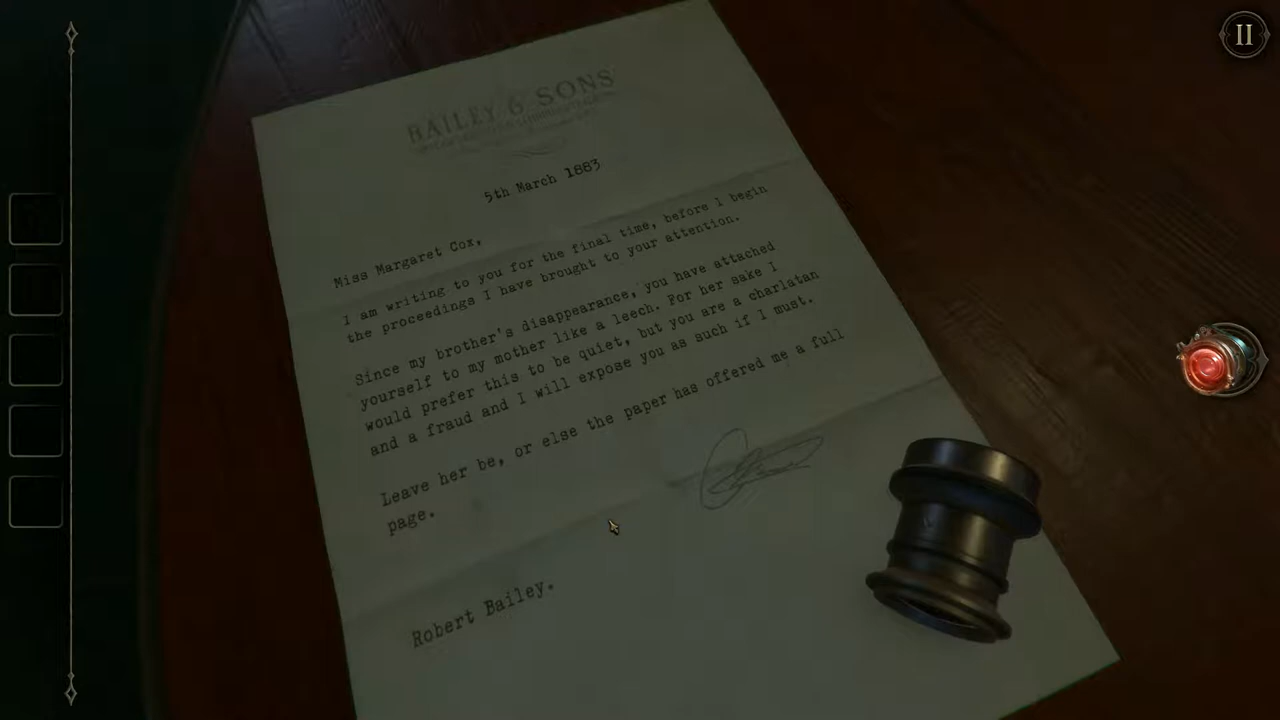 BAILEY & SONS
5th March 1883
Miss Margaret Cox,
I am writing to you for the final time, before I begin
the proceedings I have brought to your attention.
Since my brother's disappearance, you have attached
yourself to my mother like a leech. For her sake I
would prefer this to be quiet, but you are a charlatan
and a fraud and I will expose you as such if I must.
Leave her be, or else the paper has offered me a full
page.
Robert Bailey.
II